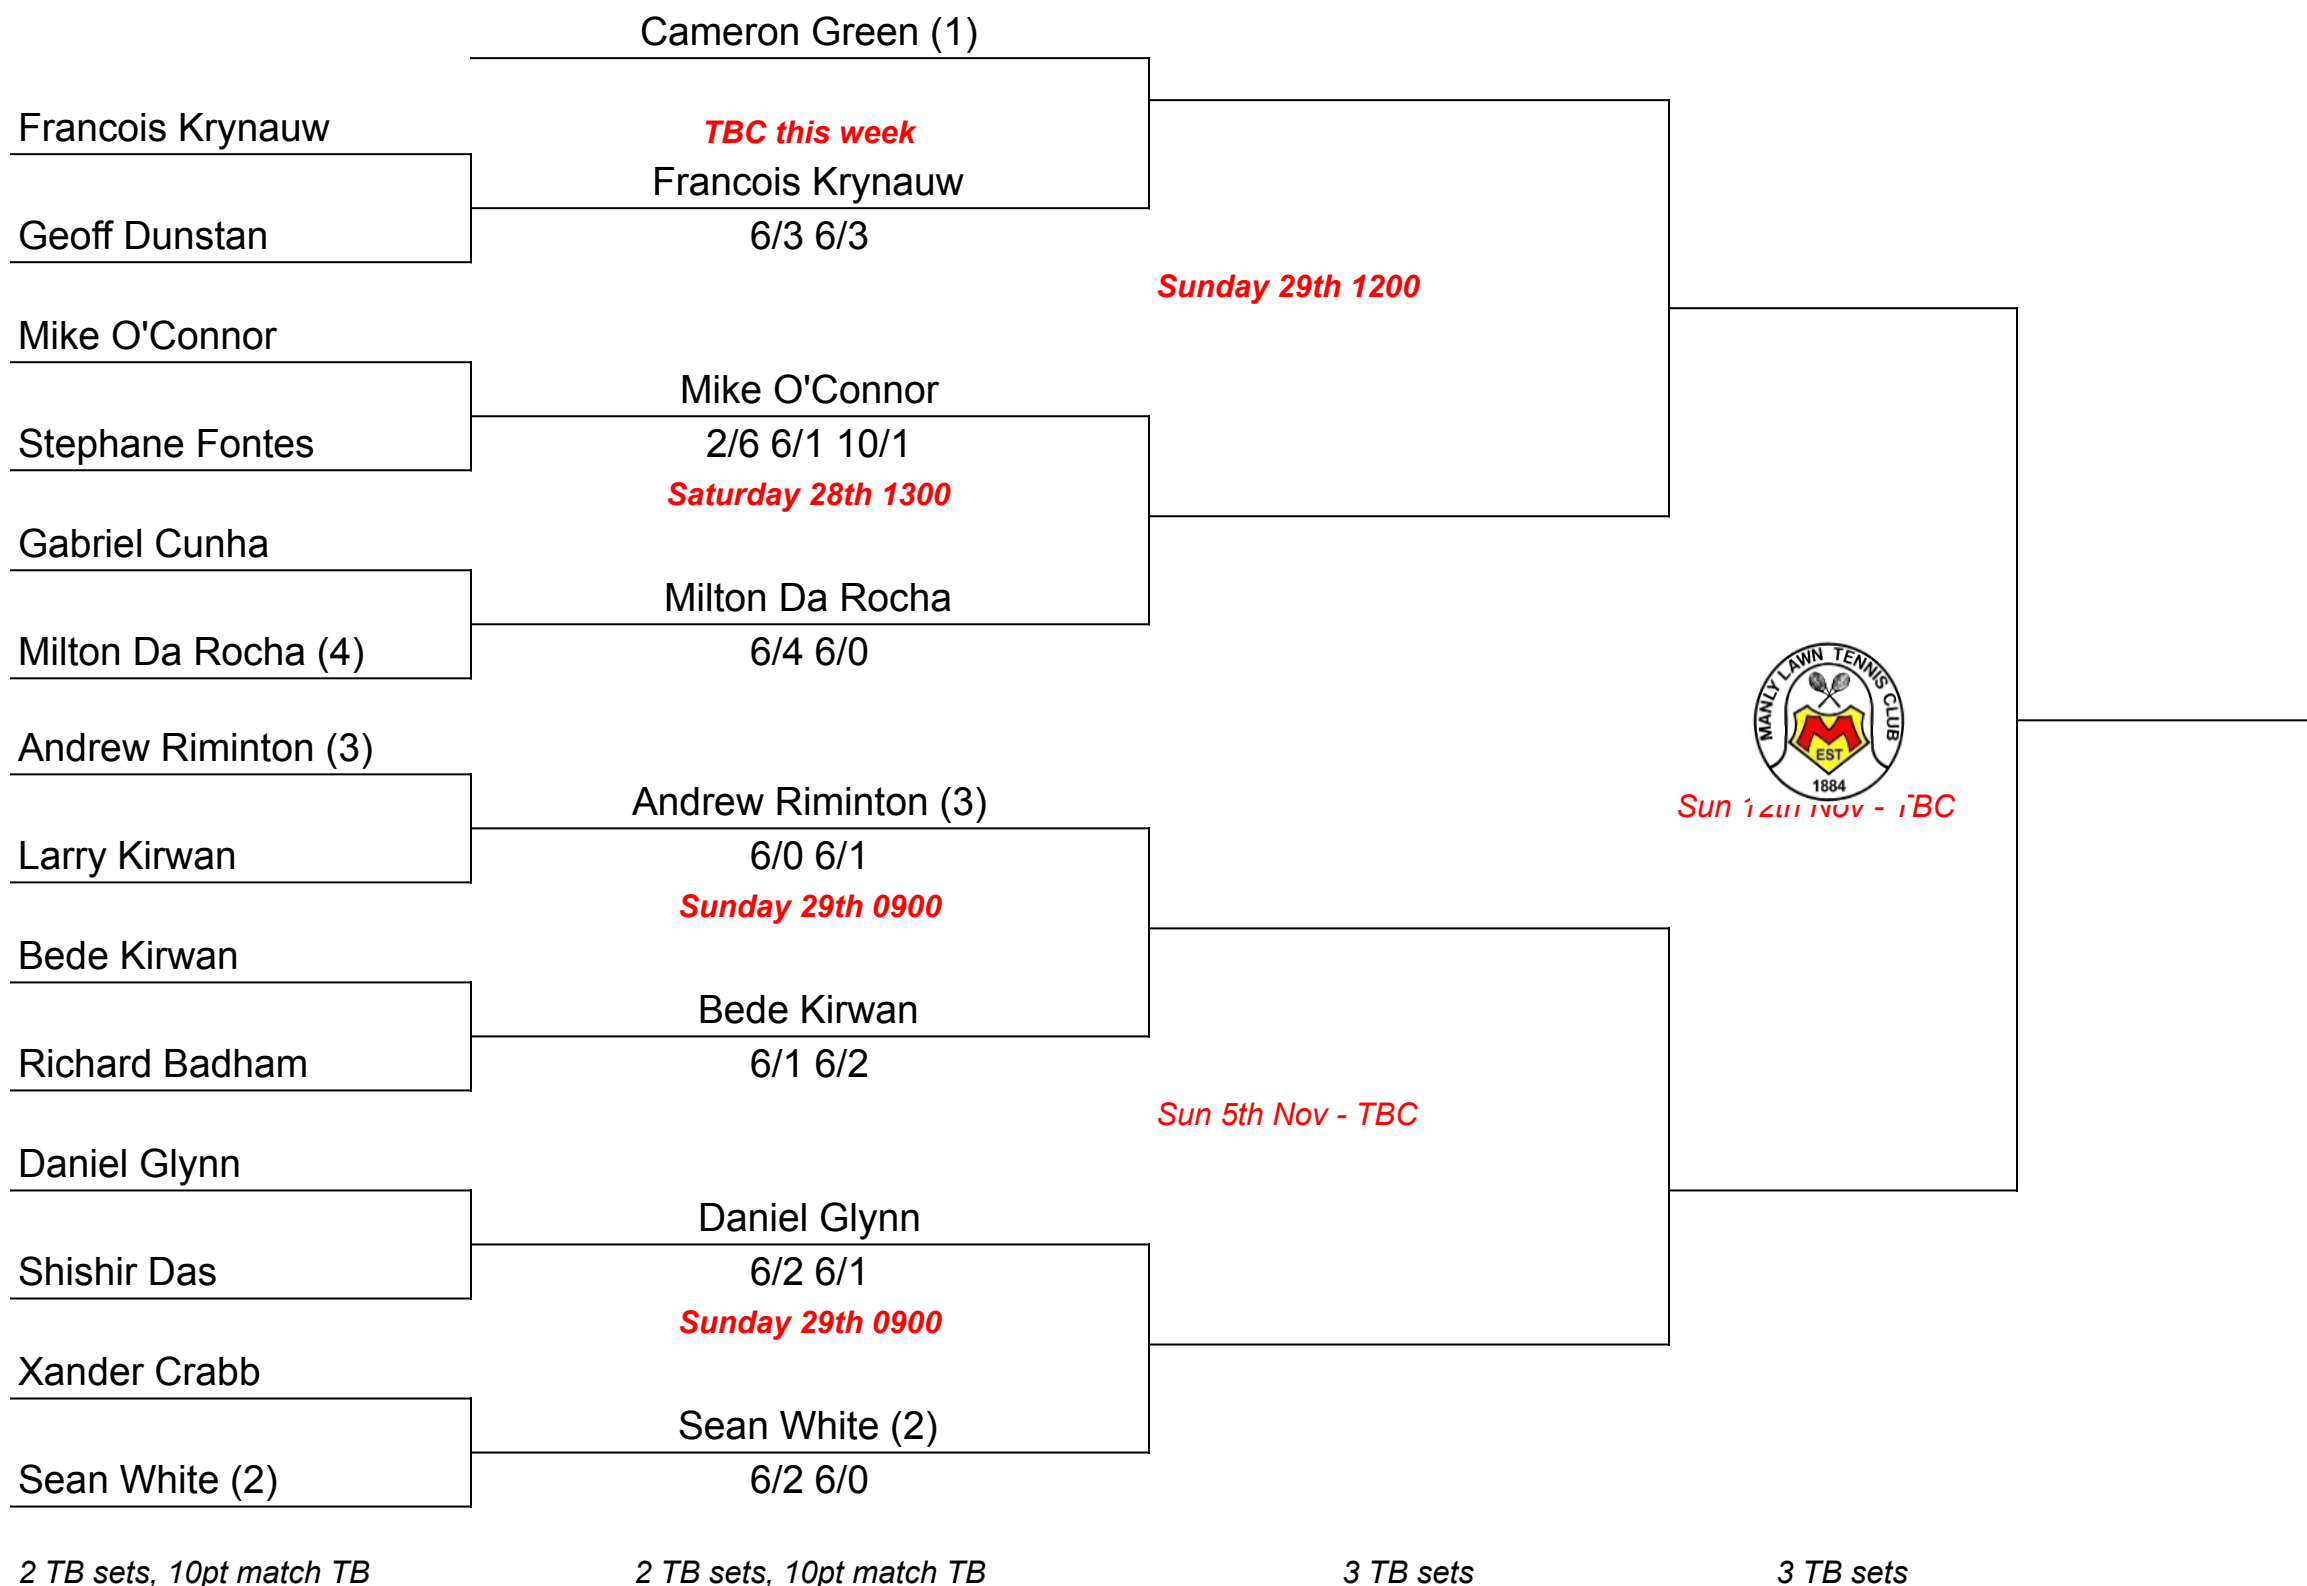 Cameron Green (1)
Francois Krynauw
TBC this week
Francois Krynauw
Geoff Dunstan
6/3 6/3
Sunday 29th 1200
Mike O'Connor
Mike O'Connor
Stephane Fontes
2/6 6/1 10/1
Saturday 28th 1300
Gabriel Cunha
Milton Da Rocha
Milton Da Rocha (4)
6/4 6/0
MANLY LAWN TENNIS CLUB
M
EST
1884
Andrew Riminton (3)
Andrew Riminton (3)
Sun 12th Nov - TBC
Larry Kirwan
6/0 6/1
Sunday 29th 0900
Bede Kirwan
Bede Kirwan
Richard Badham
6/1 6/2
Sun 5th Nov - TBC
Daniel Glynn
Daniel Glynn
Shishir Das
6/2 6/1
Sunday 29th 0900
Xander Crabb
Sean White (2)
Sean White (2)
6/2 6/0
2 TB sets, 10pt match TB
2 TB sets, 10pt match TB
3 TB sets
3 TB sets